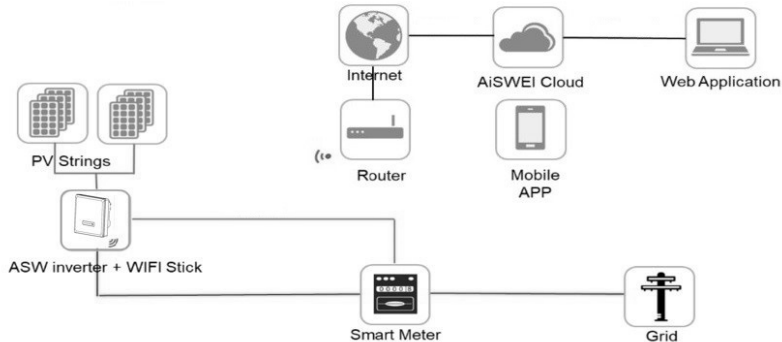 Internet
AiSWEI Cloud
Web Application
PV Strings
Router
Mobile
APP
ASW inverter + WIFI Stick
Smart Meter
Grid